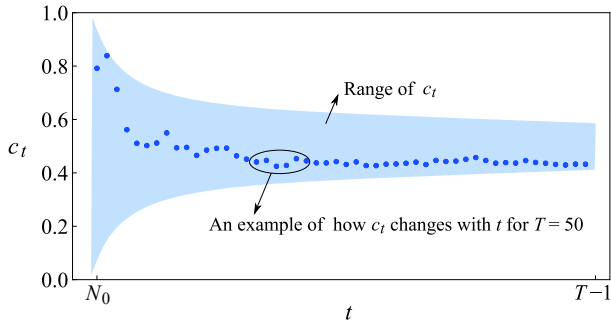 1.0
0.8
0.6
0.4
0.2
0.0
c_t
Range of c_t
An example of how c_t changes with t for T = 50
N_0
T−1
t